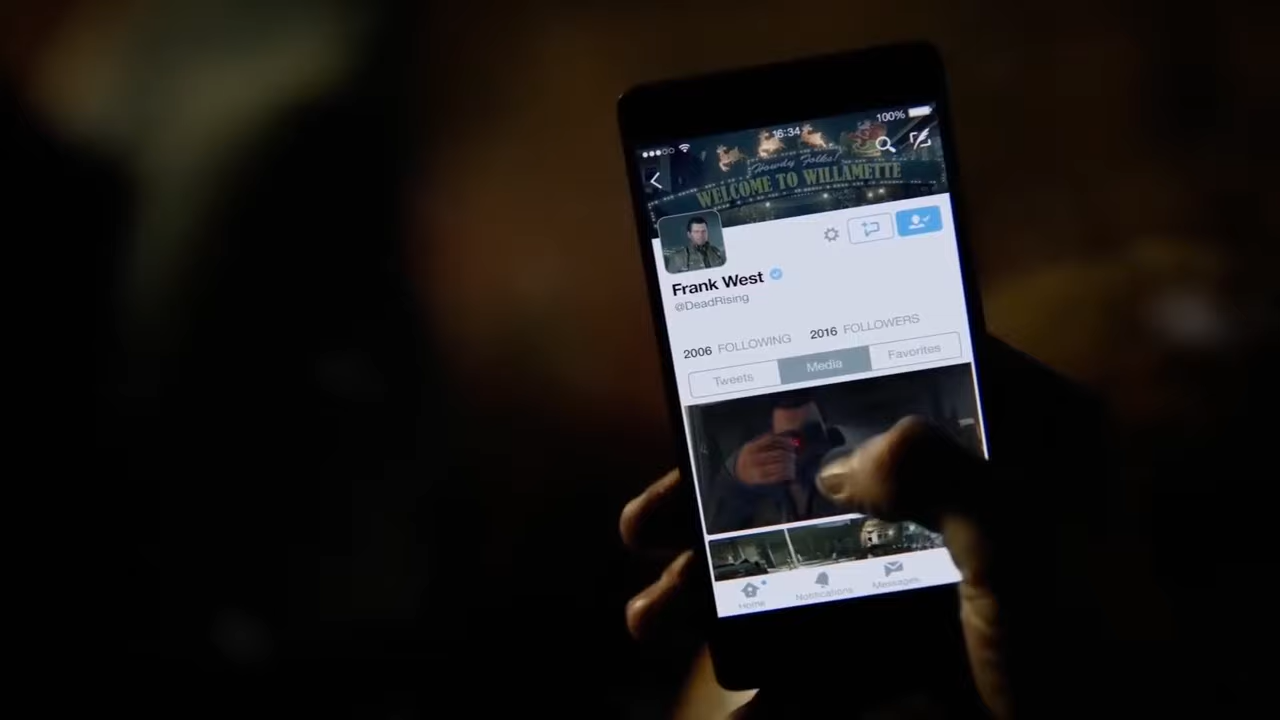 16:34
100%
Howdy Folks!
WELCOME TO WILLAMETTE
Frank West
@DeadRising
2006 FOLLOWING 2016 FOLLOWERS
Tweets Media Favorites
Home Notifications Messages